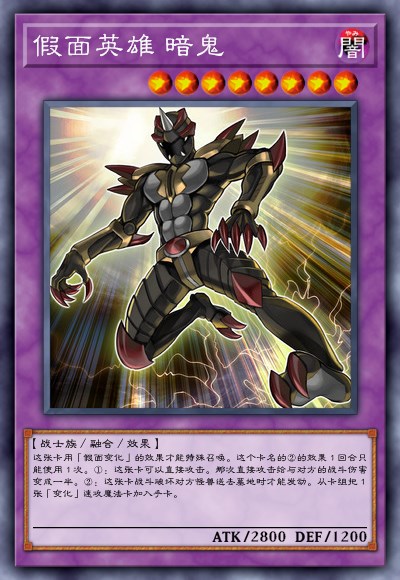 假面英雄 暗鬼
やみ
闇
【战士族／融合／效果】
这张卡用「假面变化」的效果才能特殊召唤。这个卡名的②的效果１回合只
能使用１次。①：这张卡可以直接攻击。那次直接攻击给与对方的战斗伤害
变成一半。②：这张卡战斗破坏对方怪兽送去墓地时才能发动。从卡组把１
张「变化」速攻魔法卡加入手卡。
ATK/2800 DEF/1200